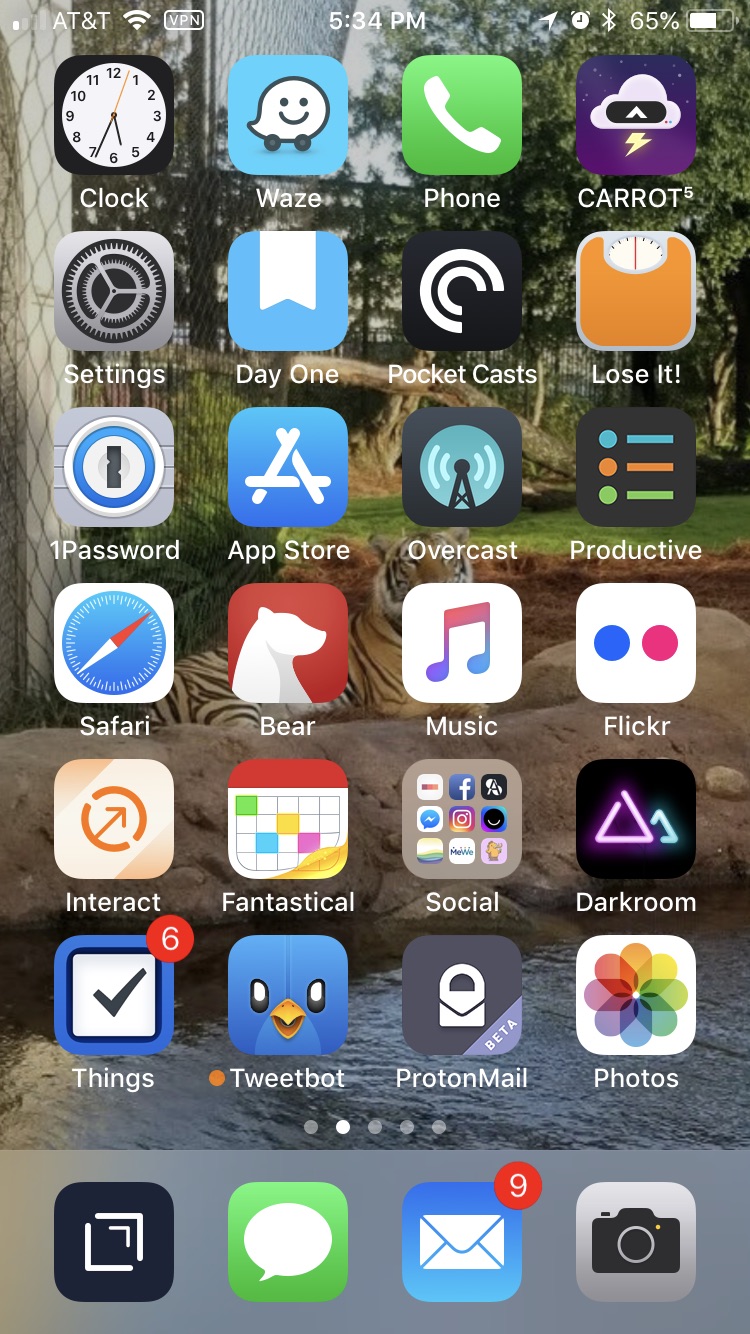 AT&T VPN 5:34 PM 65%
12
11 1
10 2
9 3
8 4
7 5
6
Clock Waze Phone CARROT⁵
Settings Day One Pocket Casts Lose It!
1Password App Store Overcast Productive
Safari Bear Music Flickr
MeWe
Interact Fantastical Social Darkroom
6
BETA
Things Tweetbot ProtonMail Photos
9